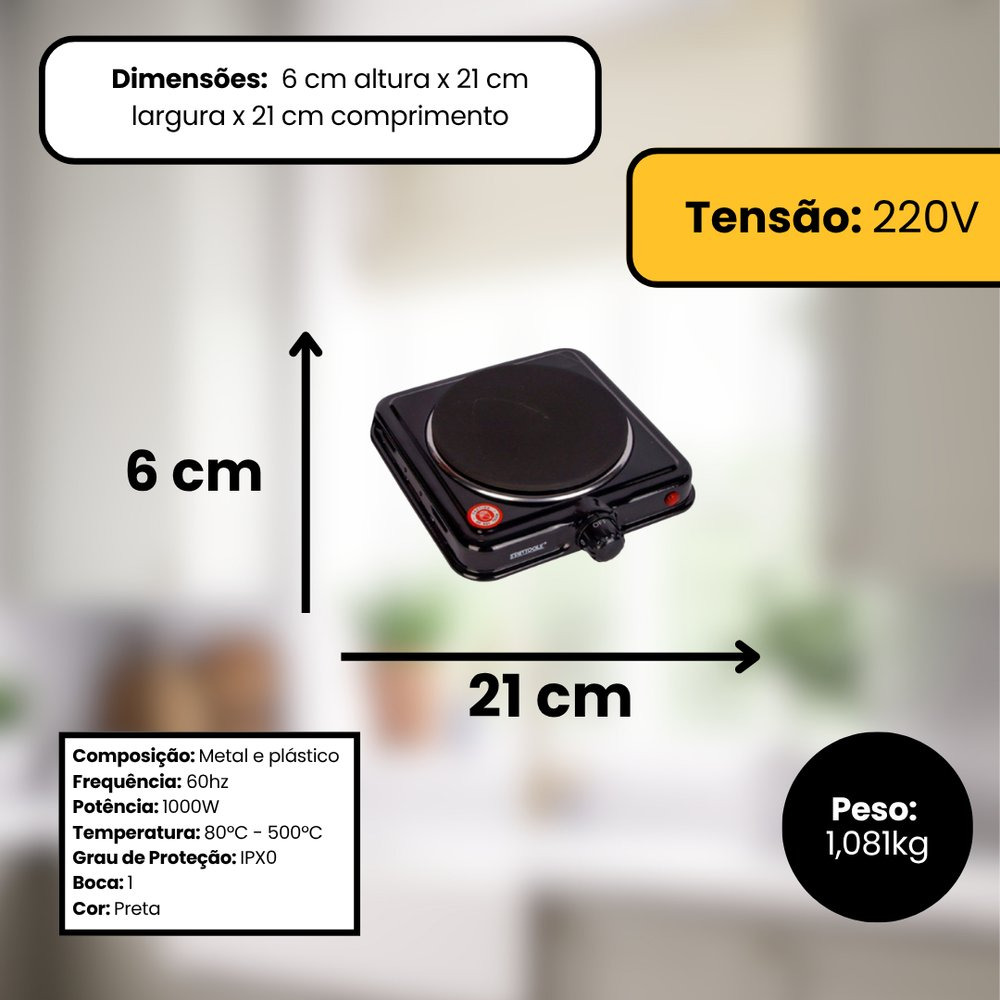 Dimensões: 6 cm altura x 21 cm
largura x 21 cm comprimento
Tensão: 220V
6 cm
OFF
21 cm
Composição: Metal e plástico
Frequência: 60hz
Potência: 1000W
Temperatura: 80°C - 500°C
Grau de Proteção: IPX0
Boca: 1
Cor: Preta
Peso:
1,081kg